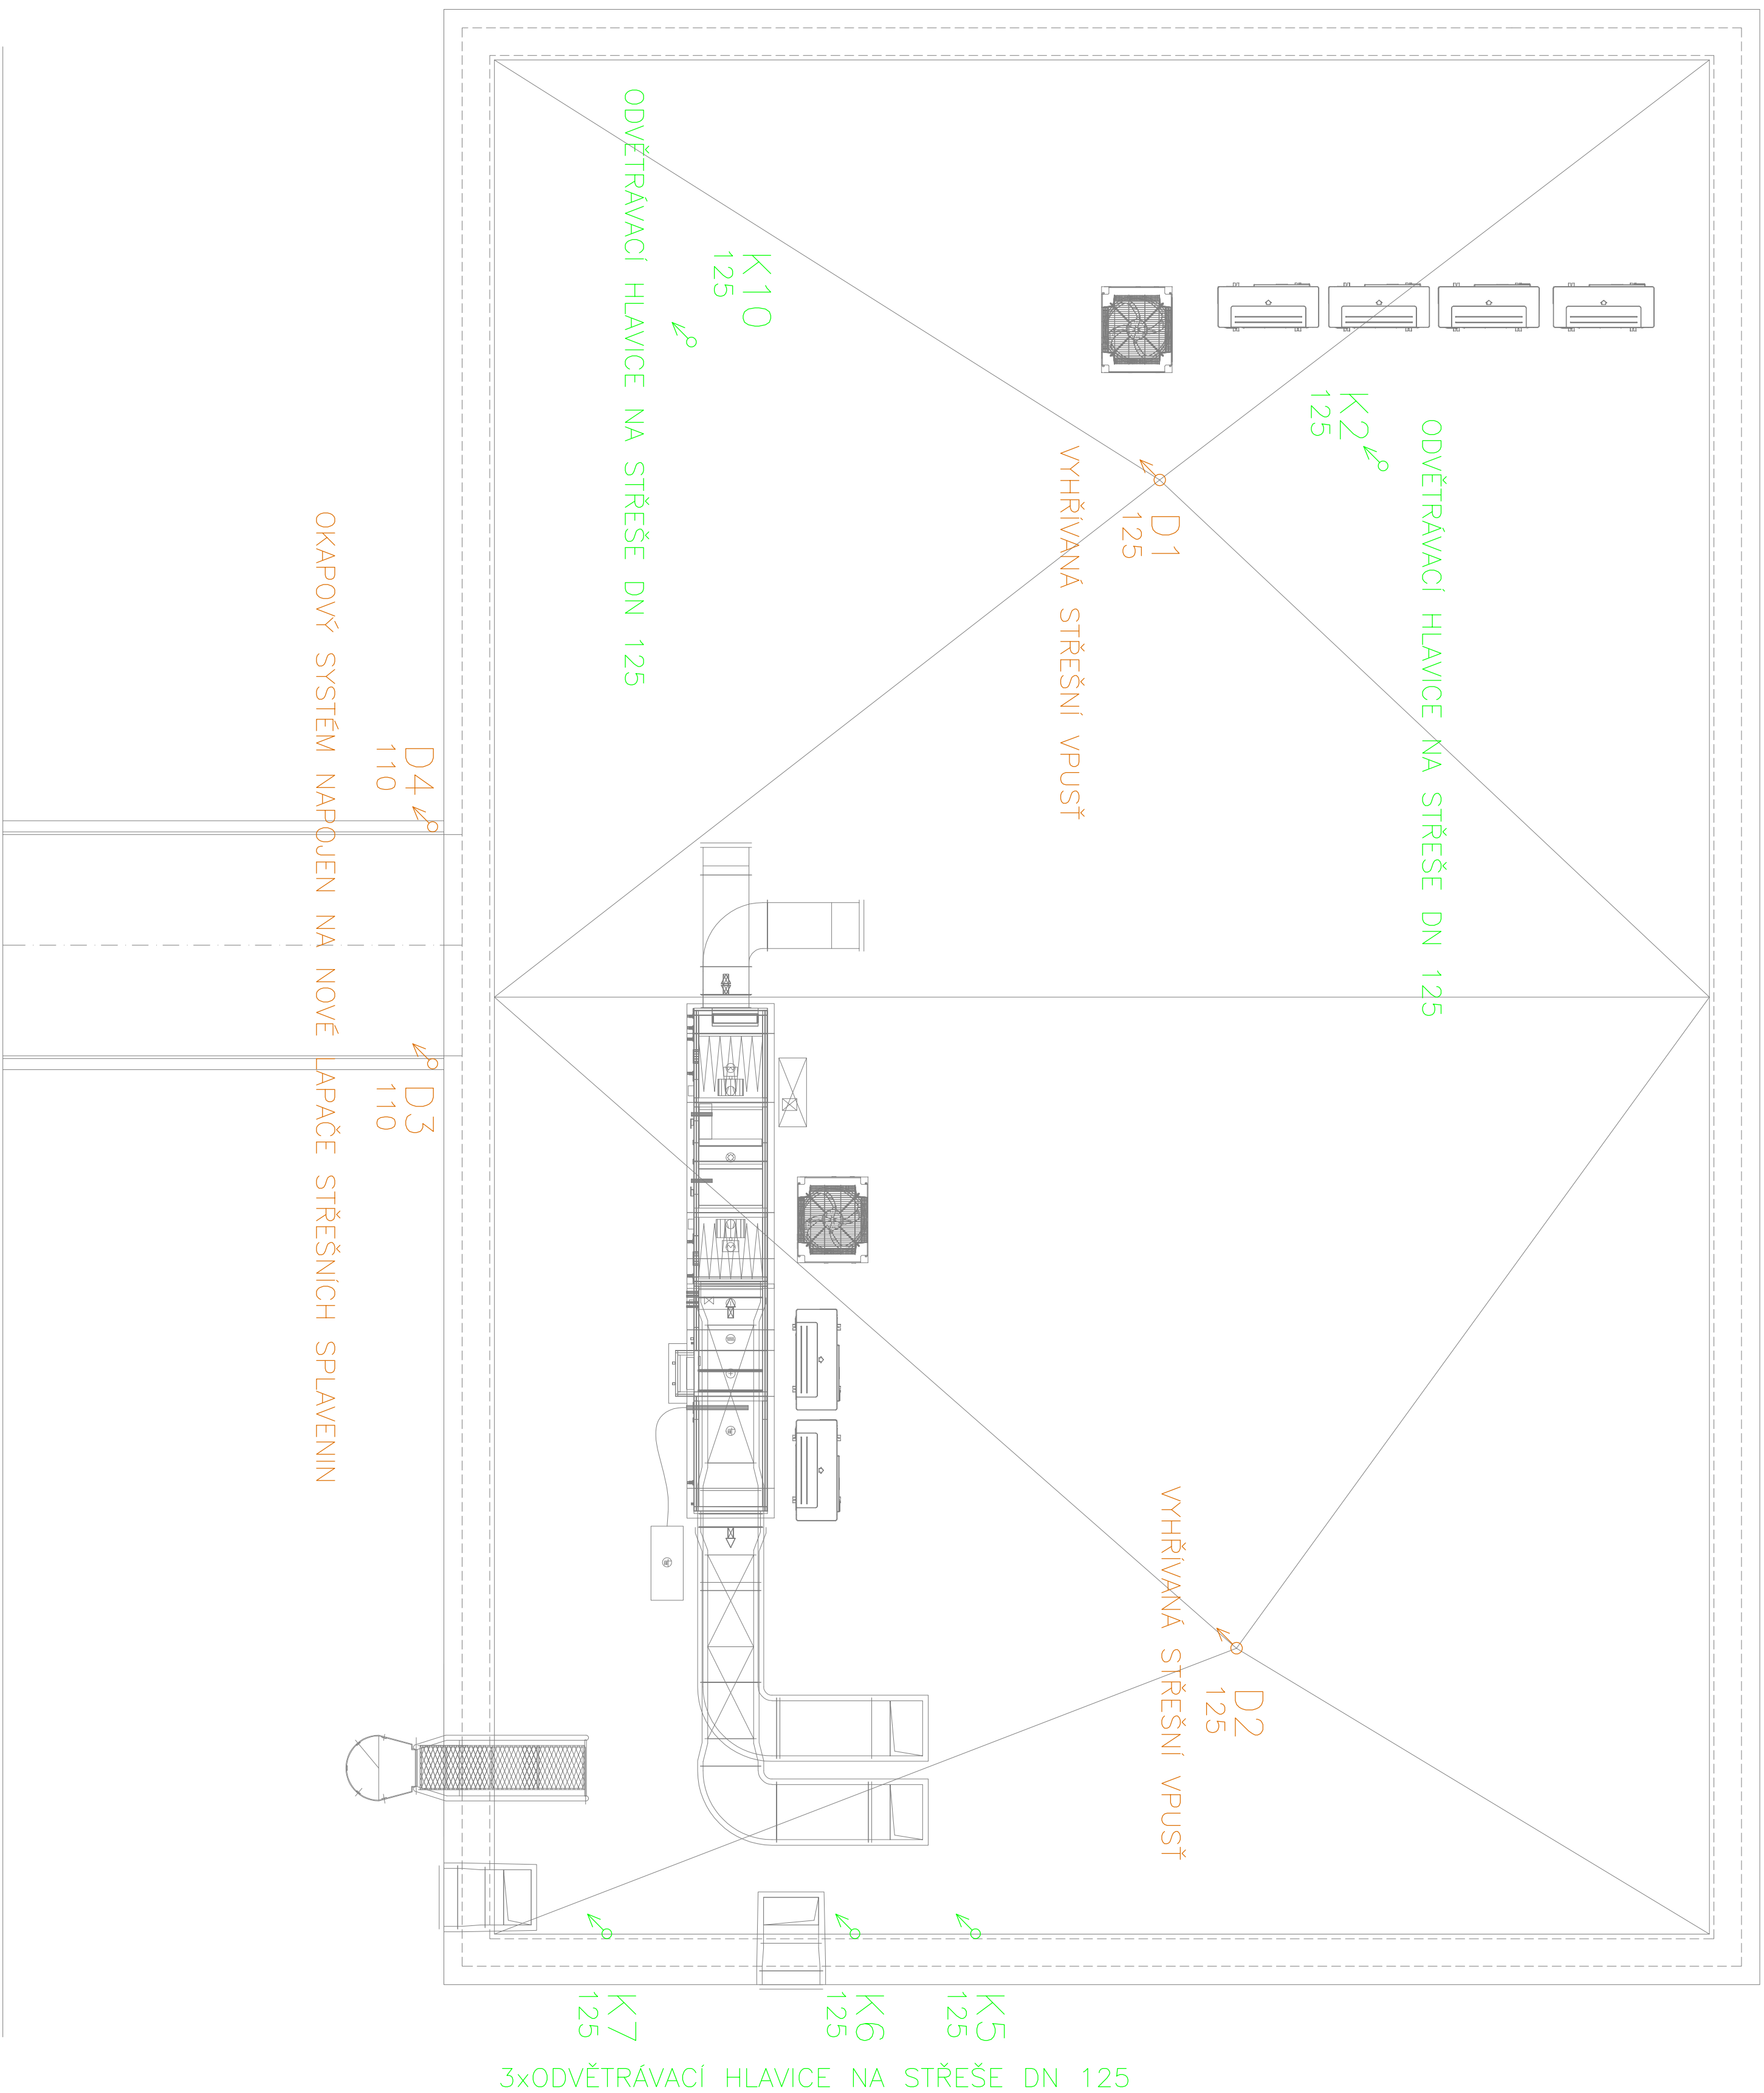 ODVĚTRÁVACÍ HLAVICE NA STŘEŠE DN 125
K10
125
K2
125
ODVĚTRÁVACÍ HLAVICE NA STŘEŠE DN 125
D1
125
VYHŘÍVANÁ STŘEŠNÍ VPUSŤ
OKAPOVÝ SYSTÉM NAPOJEN NA NOVÉ LAPAČE STŘEŠNÍCH SPLAVENIN
D4
110
D3
110
VYHŘÍVANÁ STŘEŠNÍ VPUSŤ
D2
125
K7
125
K6
125
K5
125
3xODVĚTRÁVACÍ HLAVICE NA STŘEŠE DN 125